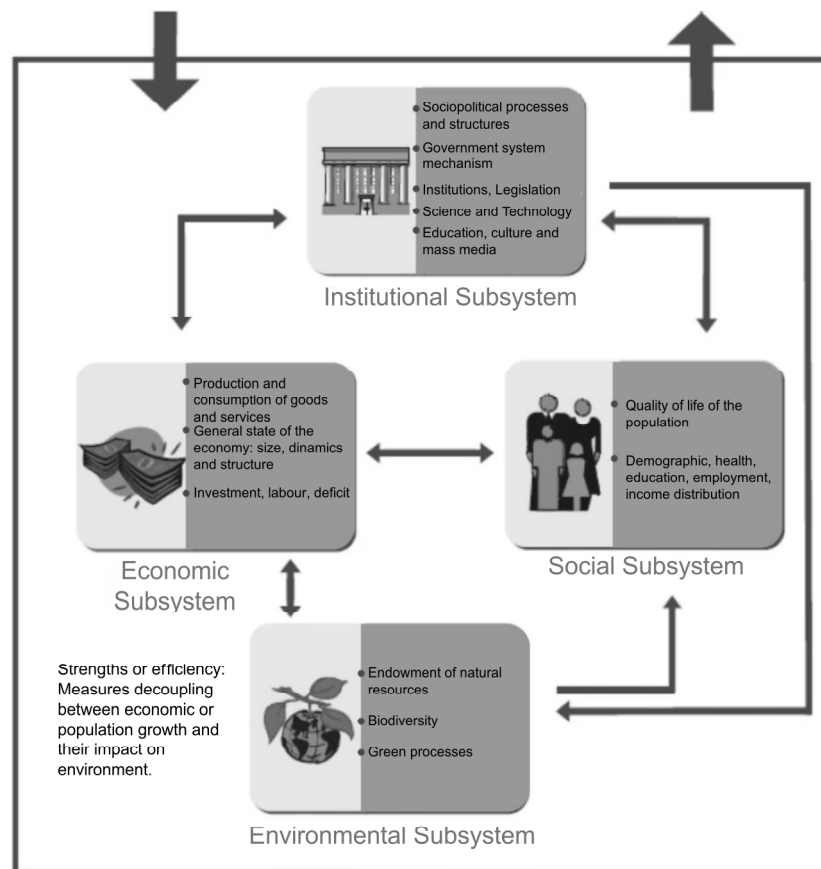 Sociopolitical processes
and structures
Government system
mechanism
Institutions, Legislation
Science and Technology
Education, culture and
mass media
Institutional Subsystem
Production and
consumption of goods
and services
General state of the
economy: size, dinamics
and structure
Investment, labour, deficit
Economic
Subsystem
Quality of life of the
population
Demographic, health,
education, employment,
income distribution
Social Subsystem
Strengths or efficiency:
Measures decoupling
between economic or
population growth and
their impact on
environment.
Endowment of natural
resources
Biodiversity
Green processes
Environmental Subsystem